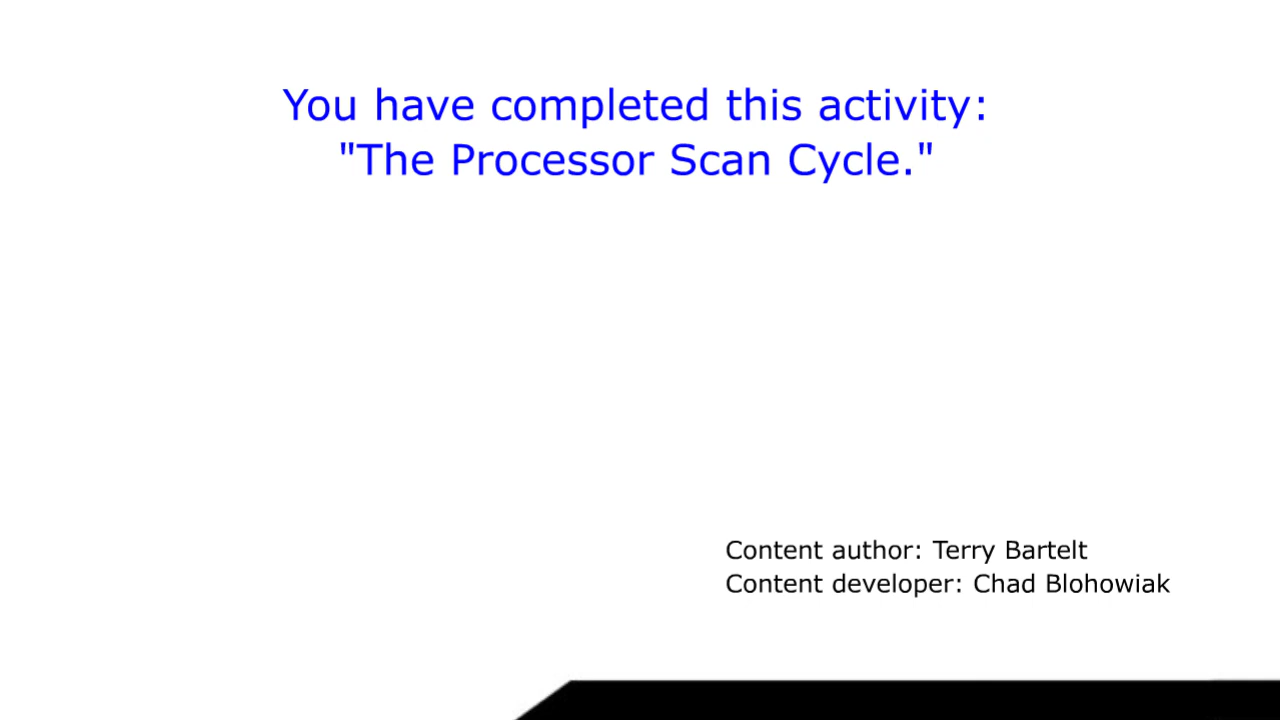 You have completed this activity:
"The Processor Scan Cycle."
Content author: Terry Bartelt
Content developer: Chad Blohowiak